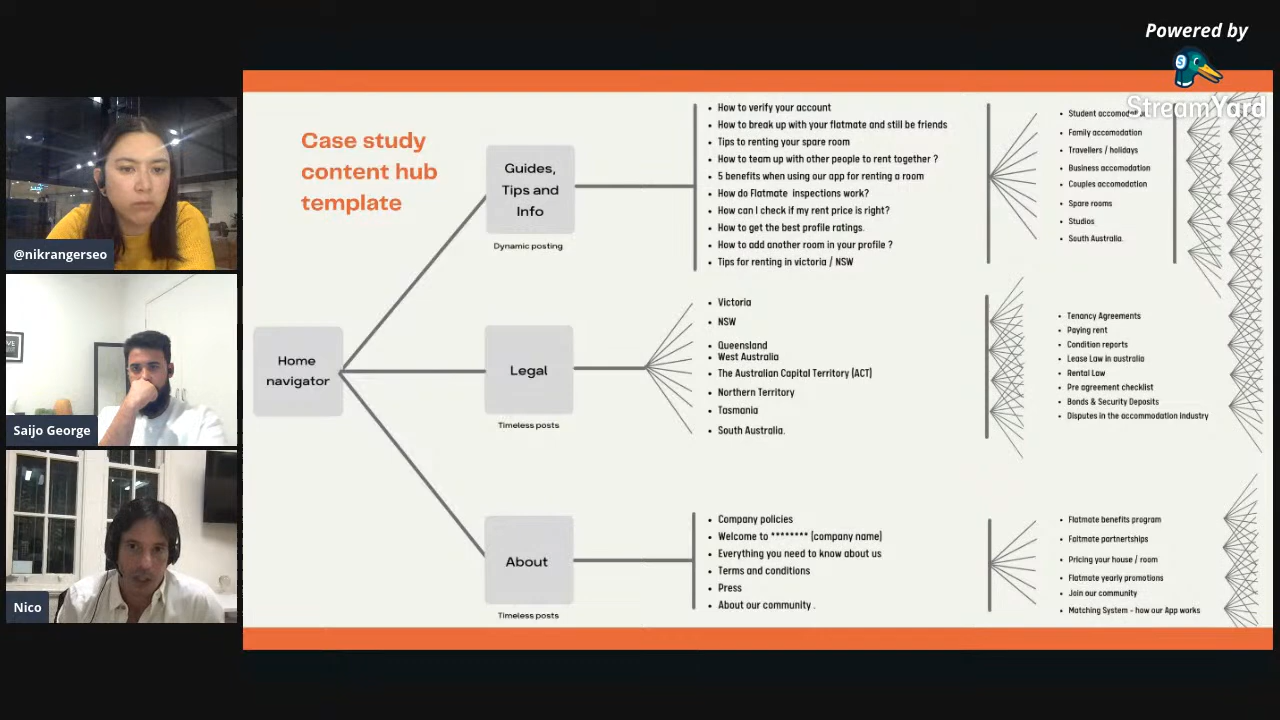 Powered by
StreamYard
@nikrangerseo
Saijo George
Nico
Case study
content hub
template
Home
navigator
Guides,
Tips and
Info
Dynamic posting
How to verify your account
How to break up with your flatmate and still be friends
Tips to renting your spare room
How to team up with other people to rent together ?
5 benefits when using our app for renting a room
How do Flatmate inspections work?
How can I check if my rent price is right?
How to get the best profile ratings.
How to add another room in your profile ?
Tips for renting in victoria / NSW
Student accomodation
Family accomodation
Travellers / holidays
Business accomodation
Couples accomodation
Spare rooms
Studios
South Australia.
Legal
Timeless posts
Victoria
NSW
Queensland
West Australia
The Australian Capital Territory (ACT)
Northern Territory
Tasmania
South Australia.
Tenancy Agreements
Paying rent
Condition reports
Lease Law in australia
Rental Law
Pre agreement checklist
Bonds & Security Deposits
Disputes in the accommodation Industry
About
Timeless posts
Company policies
Welcome to ******** (company name)
Everything you need to know about us
Terms and conditions
Press
About our community .
Flatmate benefits program
Faltmate partnertships
Pricing your house / room
Flatmate yearly promotions
Join our community
Matching System - how our App works